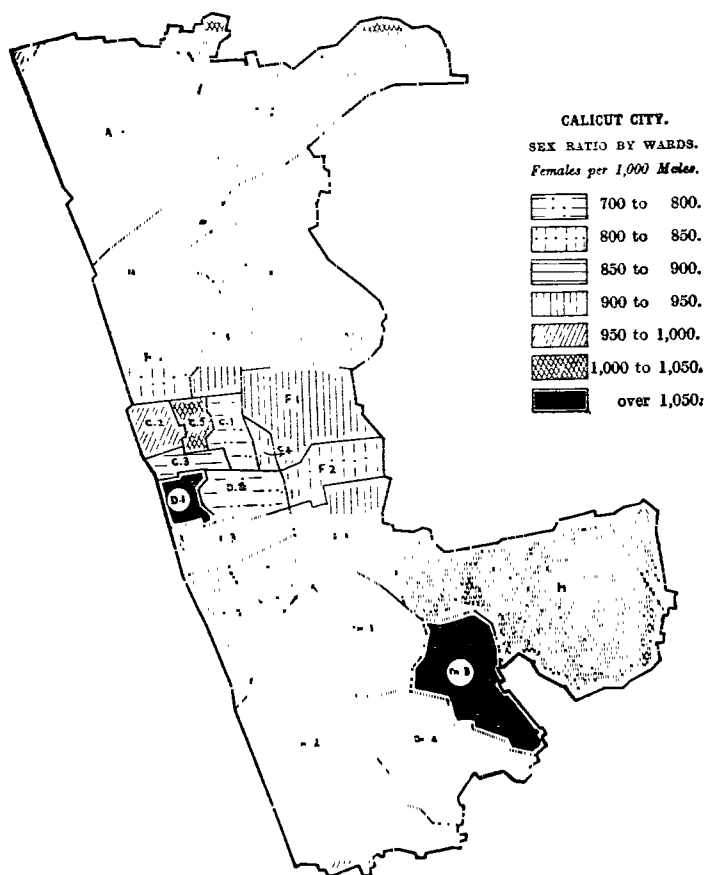 CALICUT CITY.
SEX RATIO BY WARDS.
Females per 1,000 Males.
700 to 800.
800 to 850.
850 to 900.
900 to 950.
950 to 1,000.
1,000 to 1,050.
over 1,050.
A
F 1
C.2
C.5
C.1
C.4
C.3
F 2
D.1
D.2
H